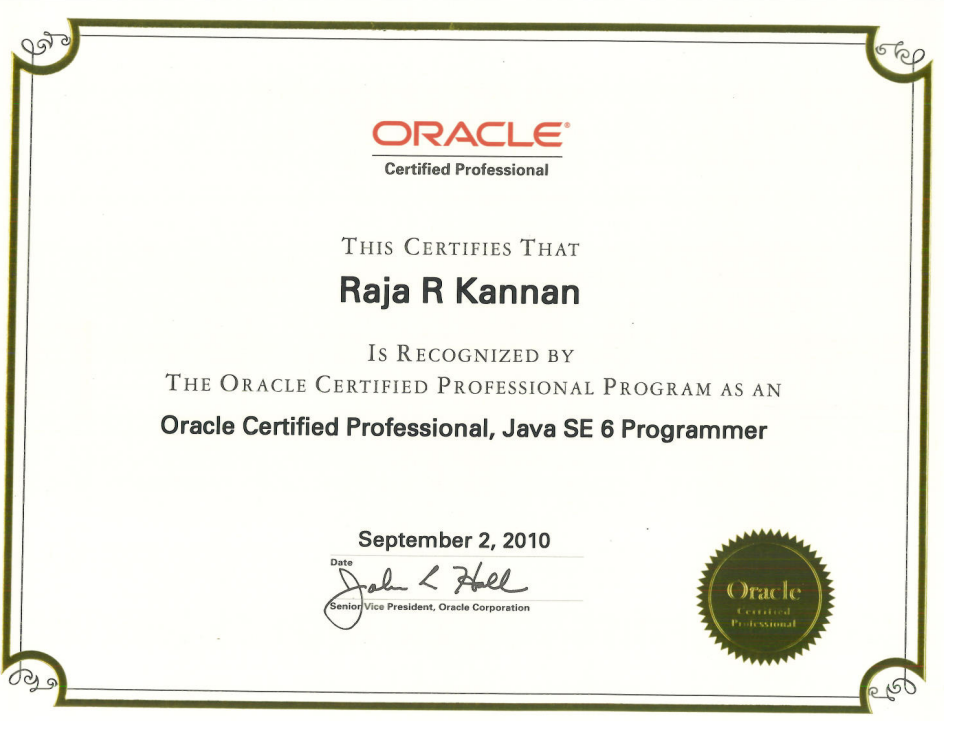 ORACLE®
Certified Professional
THIS CERTIFIES THAT
Raja R Kannan
IS RECOGNIZED BY
THE ORACLE CERTIFIED PROFESSIONAL PROGRAM AS AN
Oracle Certified Professional, Java SE 6 Programmer
September 2, 2010
Date
John L Hall
Senior Vice President, Oracle Corporation
Oracle
Certified
Professional